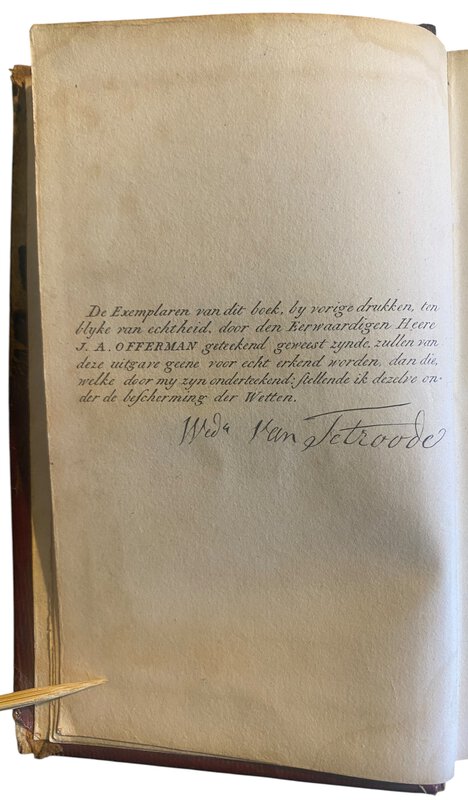 De Exemplaren van dit boek, by vorige drukken, ten
blyke van echtheid, door den Eerwaardigen Heere
J. A. OFFERMAN geteekend, geweest zynde, zullen van
deze uitgave geene voor echt erkend worden, dan die,
welke door my zyn onderteekend; stellende ik dezelve on-
der de bescherming der Wetten.
Wedᵉ Van Tetroode